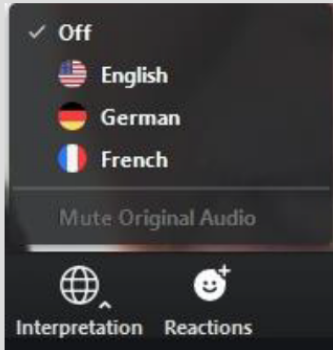 Off
English
German
French
Mute Original Audio
Interpretation Reactions